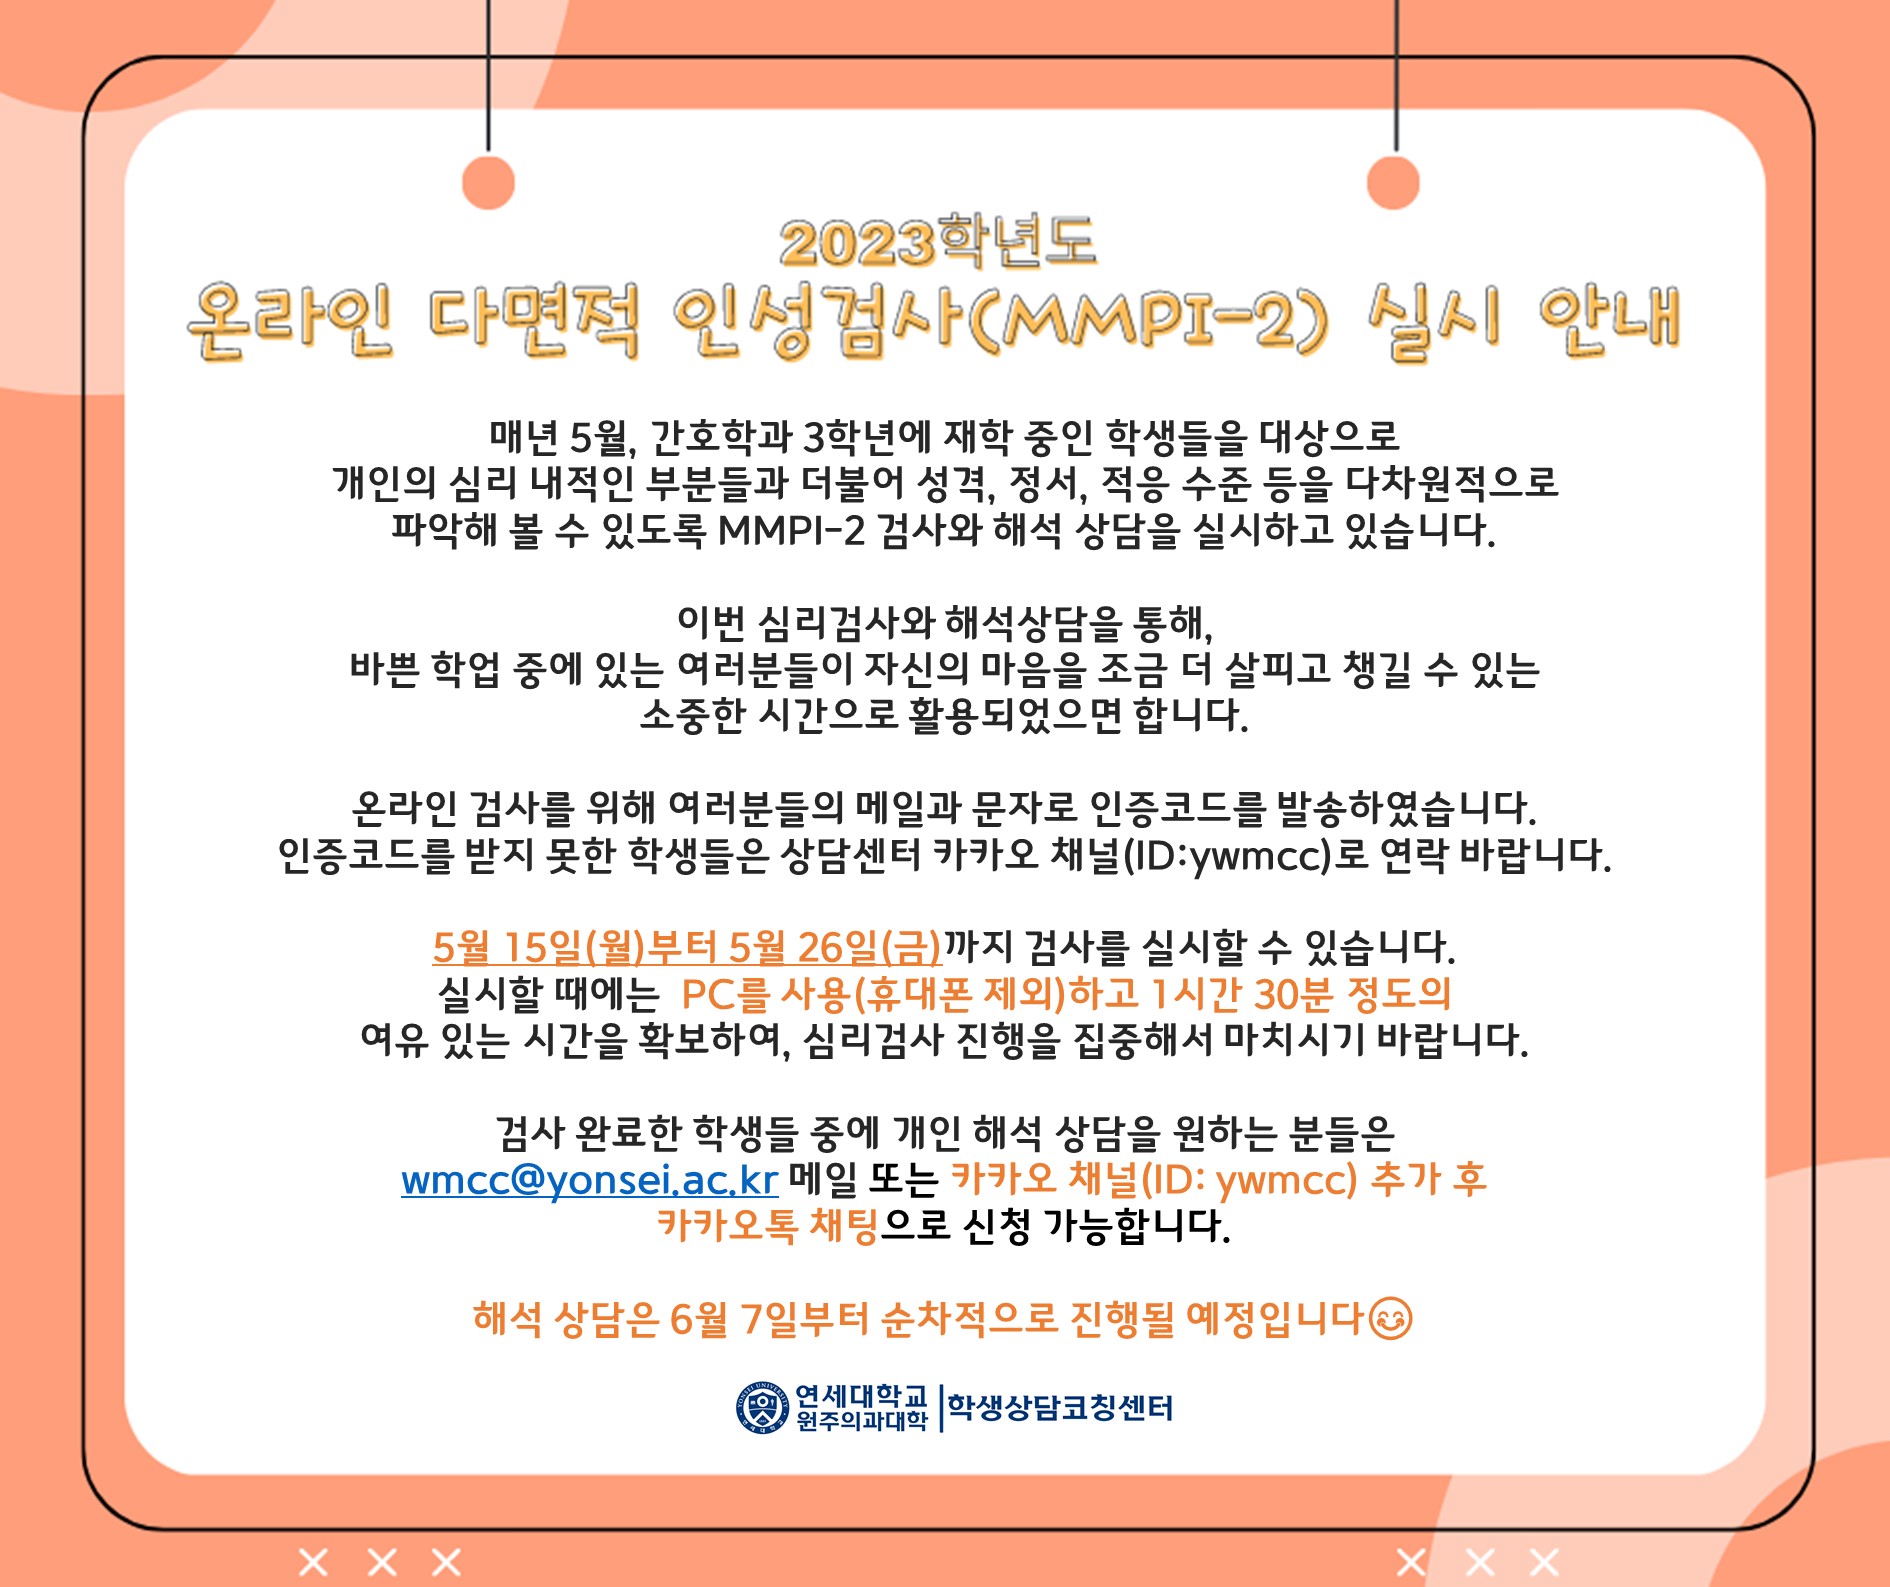 2023학년도
온라인 다면적 인성검사(MMPI-2) 실시 안내
매년 5월, 간호학과 3학년에 재학 중인 학생들을 대상으로
개인의 심리 내적인 부분들과 더불어 성격, 정서, 적응 수준 등을 다차원적으로
파악해 볼 수 있도록 MMPI-2 검사와 해석 상담을 실시하고 있습니다.
이번 심리검사와 해석상담을 통해,
바쁜 학업 중에 있는 여러분들이 자신의 마음을 조금 더 살피고 챙길 수 있는
소중한 시간으로 활용되었으면 합니다.
온라인 검사를 위해 여러분들의 메일과 문자로 인증코드를 발송하였습니다.
인증코드를 받지 못한 학생들은 상담센터 카카오 채널(ID:ywmcc)로 연락 바랍니다.
5월 15일(월)부터 5월 26일(금)까지 검사를 실시할 수 있습니다.
실시할 때에는 PC를 사용(휴대폰 제외)하고 1시간 30분 정도의
여유 있는 시간을 확보하여, 심리검사 진행을 집중해서 마치시기 바랍니다.
검사 완료한 학생들 중에 개인 해석 상담을 원하는 분들은
wmcc@yonsei.ac.kr 메일 또는 카카오 채널(ID: ywmcc) 추가 후
카카오톡 채팅으로 신청 가능합니다.
해석 상담은 6월 7일부터 순차적으로 진행될 예정입니다😊
YONSEI UNIVERSITY
연세대학교
원주의과대학
학생상담코칭센터